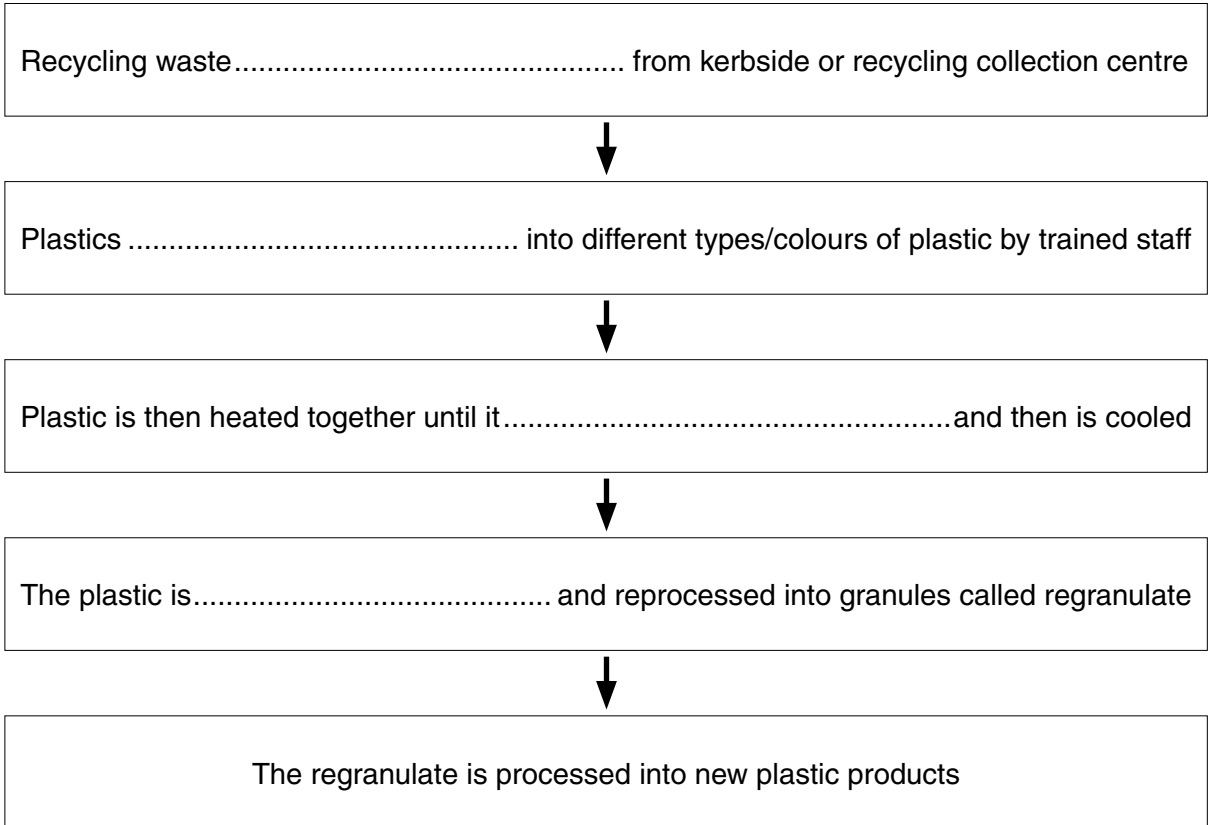 Recycling waste................................................ from kerbside or recycling collection centre
Plastics ................................................ into different types/colours of plastic by trained staff
Plastic is then heated together until it.......................................................and then is cooled
The plastic is............................................ and reprocessed into granules called regranulate
The regranulate is processed into new plastic products